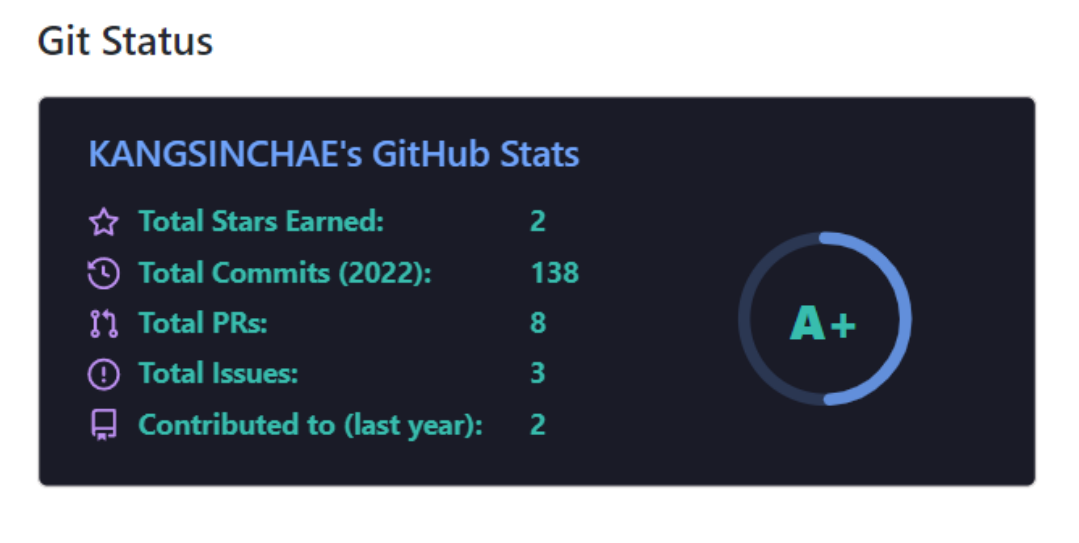 Git Status
KANGSINCHAE's GitHub Stats
Total Stars Earned: 2
Total Commits (2022): 138
Total PRs: 8
Total Issues: 3
Contributed to (last year): 2
A+